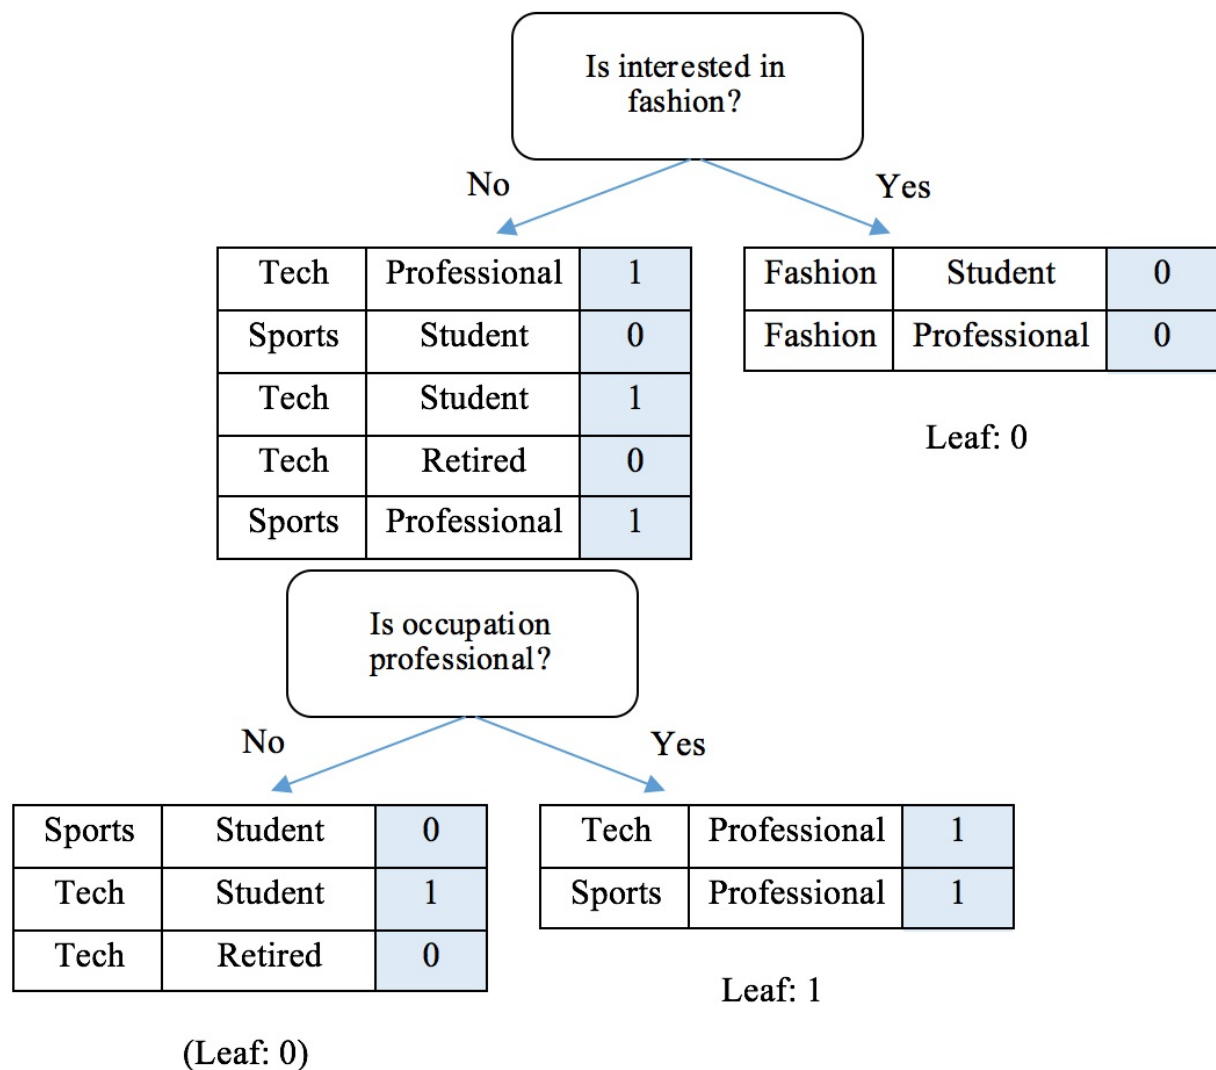 Is interested in
fashion?
No
Yes
Tech Professional 1
Sports Student 0
Tech Student 1
Tech Retired 0
Sports Professional 1
Fashion Student 0
Fashion Professional 0
Leaf: 0
Is occupation
professional?
No
Yes
Sports Student 0
Tech Student 1
Tech Retired 0
(Leaf: 0)
Tech Professional 1
Sports Professional 1
Leaf: 1